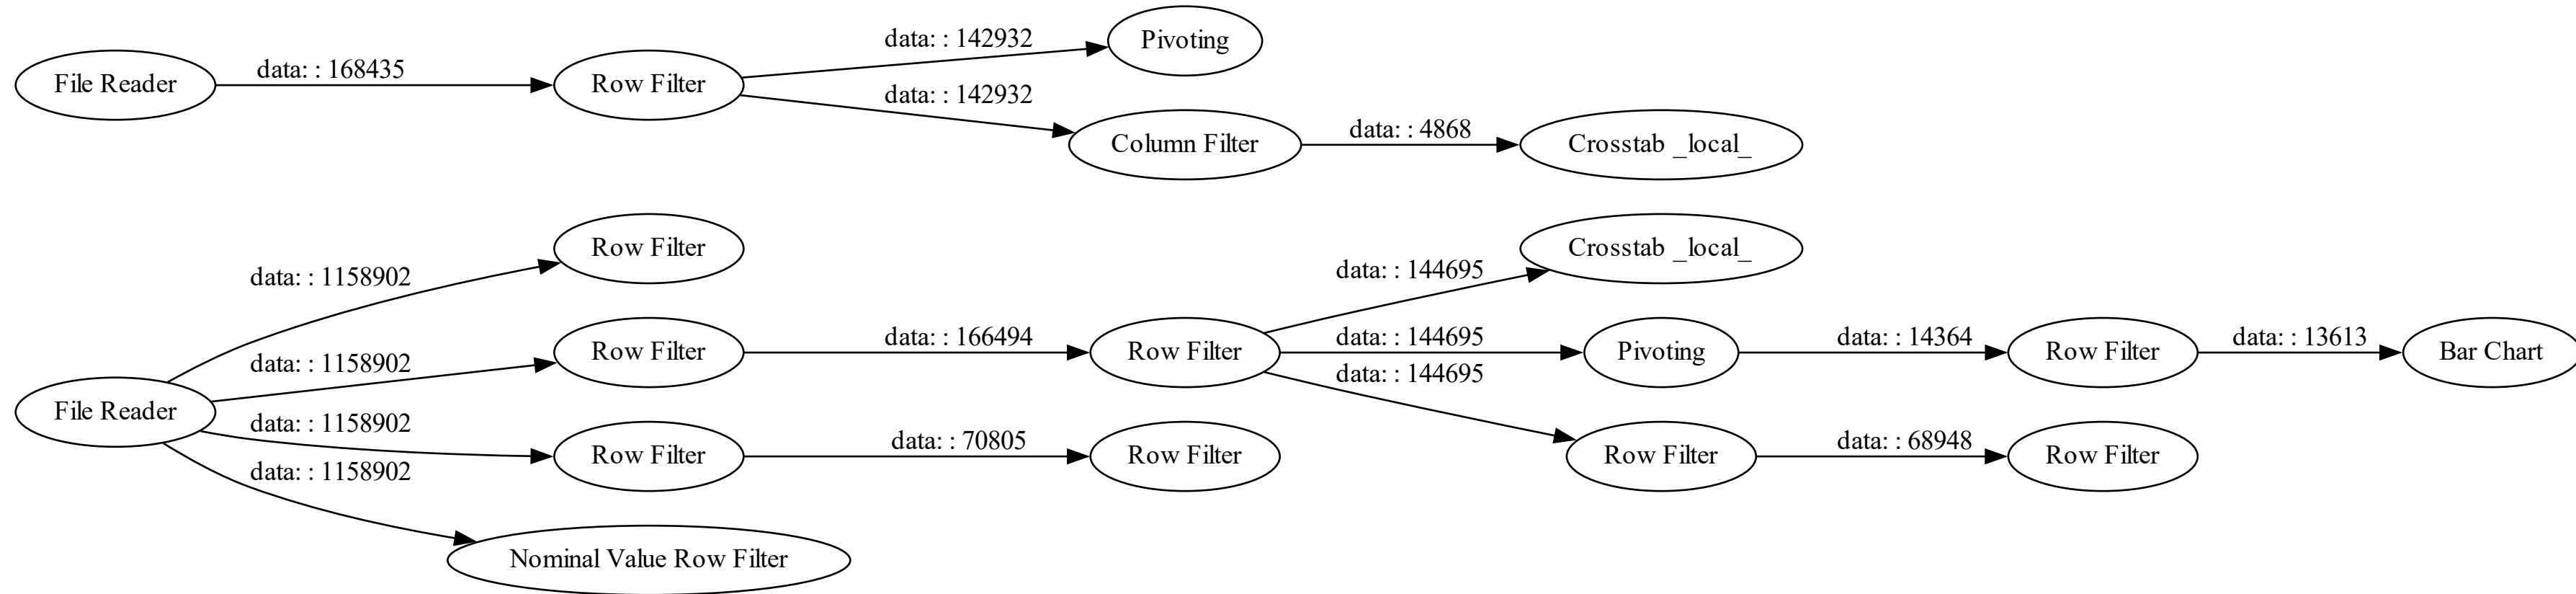 File Reader
data: : 168435
Row Filter
data: : 142932
Pivoting
data: : 142932
Column Filter
data: : 4868
Crosstab _local_
File Reader
data: : 1158902
Row Filter
data: : 1158902
Row Filter
data: : 166494
Row Filter
data: : 144695
Crosstab _local_
data: : 144695
Pivoting
data: : 14364
Row Filter
data: : 13613
Bar Chart
data: : 144695
Row Filter
data: : 68948
Row Filter
data: : 1158902
Row Filter
data: : 70805
Row Filter
data: : 1158902
Nominal Value Row Filter